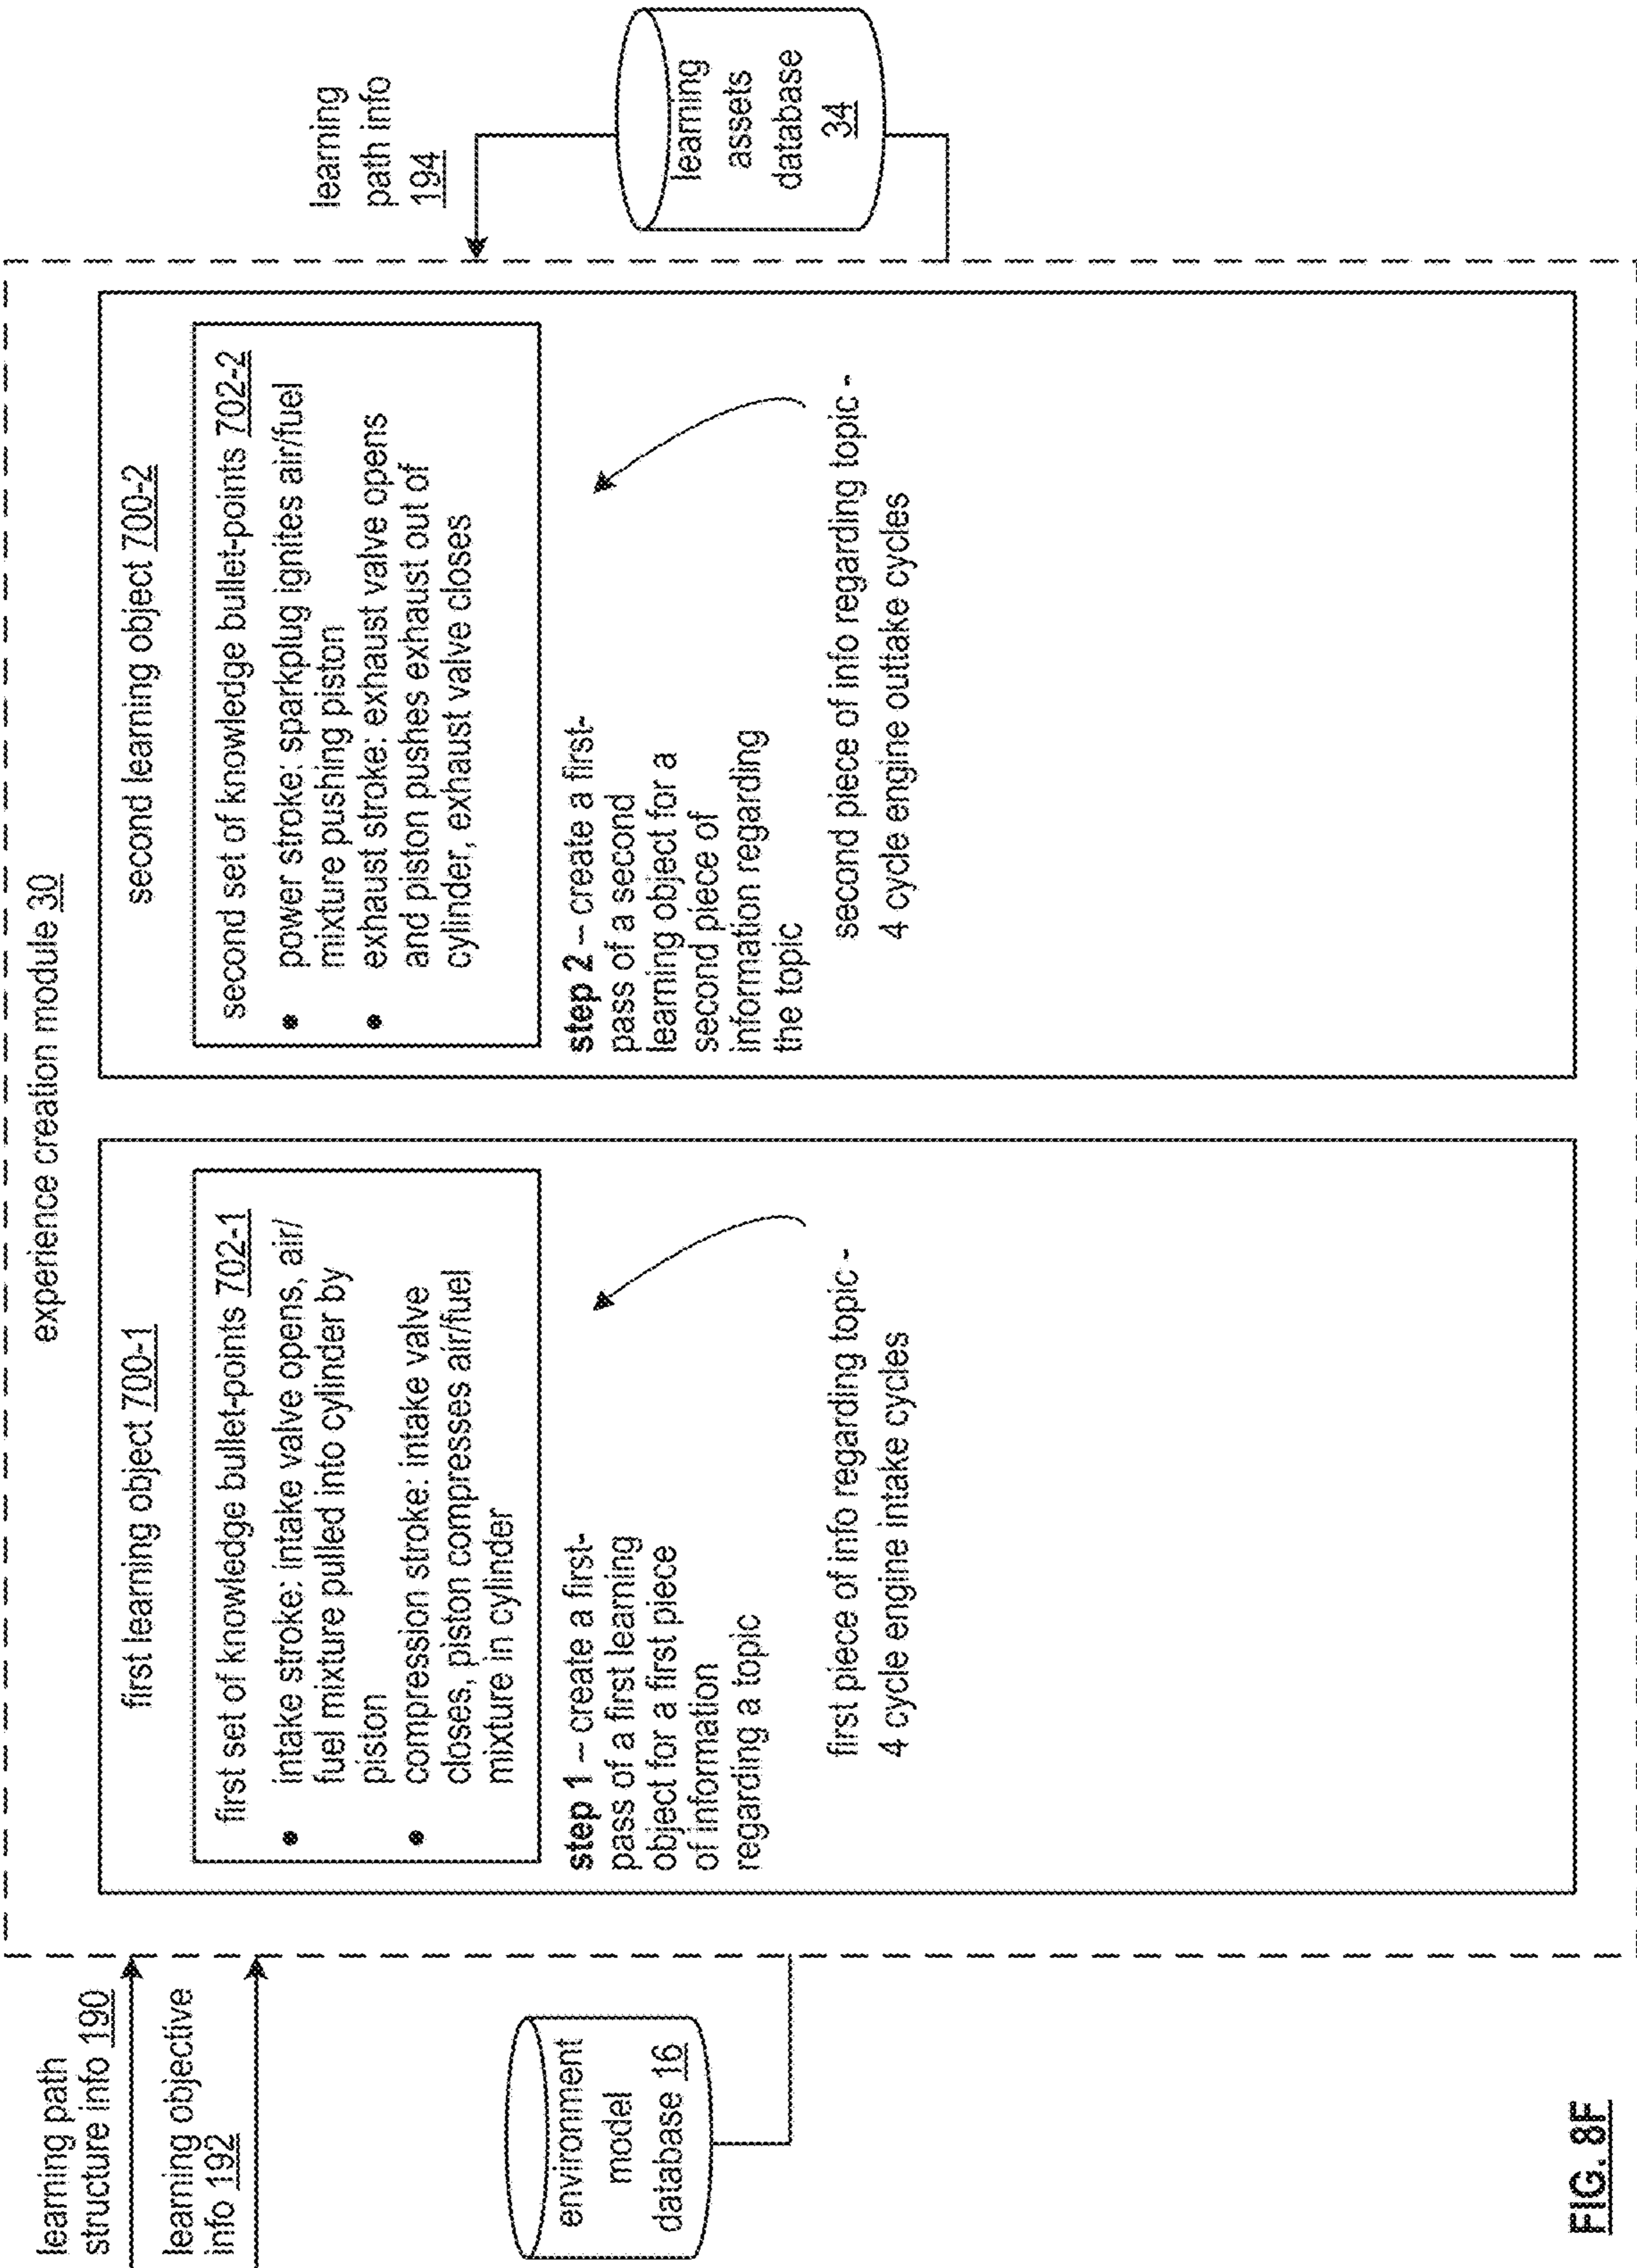 experience creation module 30
learning path
structure info 190
learning objective
info 192
environment
model
database 16
first learning object 700-1
first set of knowledge bullet-points 702-1
• intake stroke: intake valve opens, air/
fuel mixture pulled into cylinder by
piston
• compression stroke: intake valve
closes, piston compresses air/fuel
mixture in cylinder
step 1 – create a first-
pass of a first learning
object for a first piece
of information
regarding a topic
first piece of info regarding topic -
4 cycle engine intake cycles
second learning object 700-2
second set of knowledge bullet-points 702-2
• power stroke: sparkplug ignites air/fuel
mixture pushing piston
• exhaust stroke: exhaust valve opens
and piston pushes exhaust out of
cylinder, exhaust valve closes
step 2 – create a first-
pass of a second
learning object for a
second piece of
information regarding
the topic
second piece of info regarding topic -
4 cycle engine outtake cycles
learning
path info
194
learning
assets
database
34
FIG. 8F